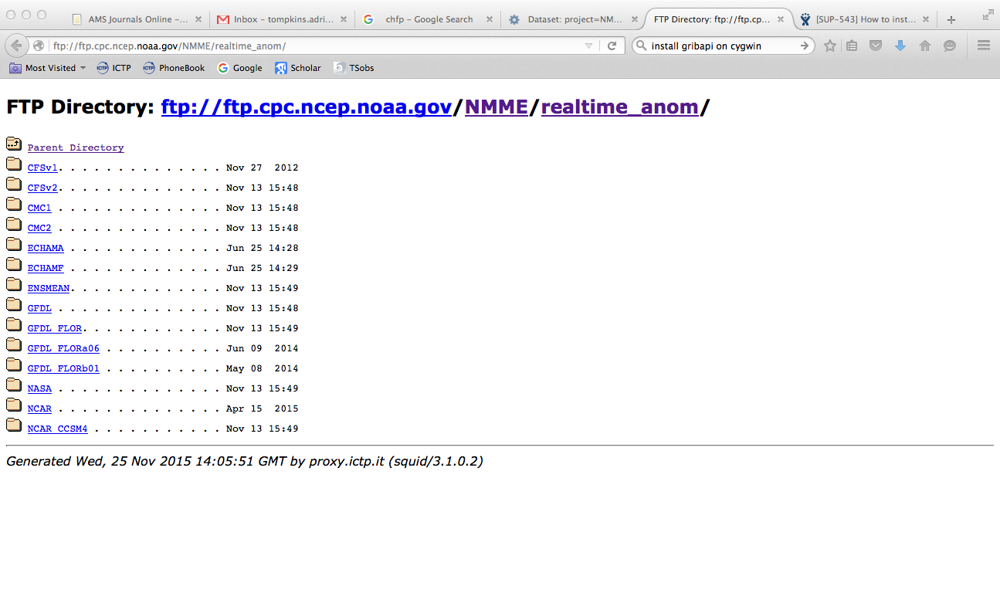 AMS Journals Online -... Inbox - tompkins.adri... chfp - Google Search Dataset: project=NM... FTP Directory: ftp://ftp.cp... [SUP-543] How to inst...
ftp://ftp.cpc.ncep.noaa.gov/NMME/realtime_anom/ install gribapi on cygwin
Most Visited ICTP PhoneBook Google Scholar TSobs
FTP Directory: ftp://ftp.cpc.ncep.noaa.gov/NMME/realtime_anom/
Parent Directory
CFSv1. . . . . . . . . . . . . . Nov 27 2012
CFSv2. . . . . . . . . . . . . . Nov 13 15:48
CMC1 . . . . . . . . . . . . . . Nov 13 15:48
CMC2 . . . . . . . . . . . . . . Nov 13 15:48
ECHAMA . . . . . . . . . . . . . Jun 25 14:28
ECHAMF . . . . . . . . . . . . . Jun 25 14:29
ENSMEAN. . . . . . . . . . . . . Nov 13 15:49
GFDL . . . . . . . . . . . . . . Nov 13 15:48
GFDL_FLOR. . . . . . . . . . . . Nov 13 15:49
GFDL_FLORa06 . . . . . . . . . . Jun 09 2014
GFDL_FLORb01 . . . . . . . . . . May 08 2014
NASA . . . . . . . . . . . . . . Nov 13 15:49
NCAR . . . . . . . . . . . . . . Apr 15 2015
NCAR_CCSM4 . . . . . . . . . . . Nov 13 15:49
Generated Wed, 25 Nov 2015 14:05:51 GMT by proxy.ictp.it (squid/3.1.0.2)